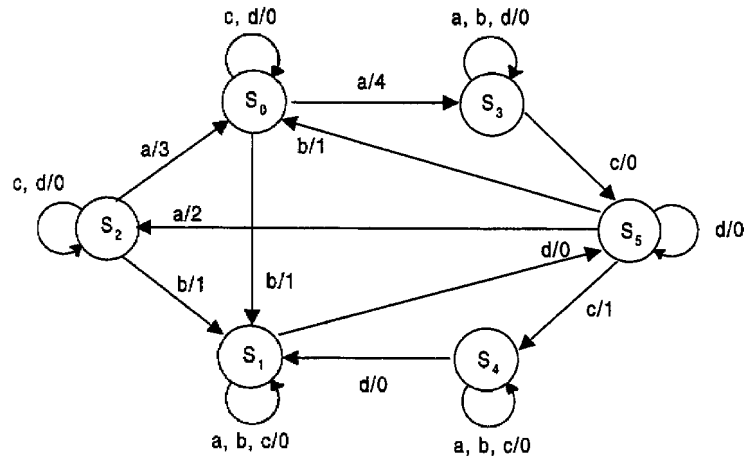 c, d/0
a, b, d/0
S0
a/4
S3
a/3
b/1
c/0
c, d/0
a/2
S2
S5
d/0
b/1
b/1
d/0
c/1
S1
S4
d/0
a, b, c/0
a, b, c/0